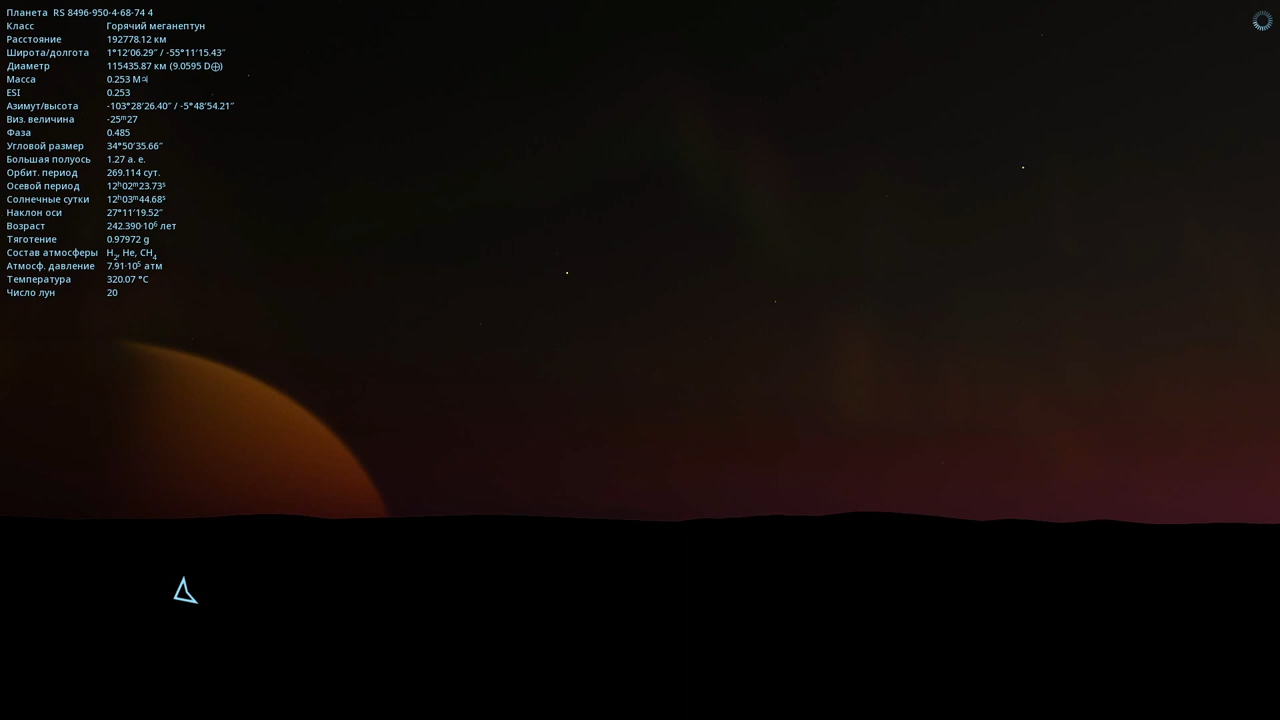 Планета RS 8496-950-4-68-74 4
Класс Горячий меганептун
Расстояние 192778.12 км
Широта/долгота 1°12′06.29″ / -55°11′15.43″
Диаметр 115435.87 км (9.0595 D⊕)
Масса 0.253 M♃
ESI 0.253
Азимут/высота -103°28′26.40″ / -5°48′54.21″
Виз. величина -25ᵐ27
Фаза 0.485
Угловой размер 34°50′35.66″
Большая полуось 1.27 а. е.
Орбит. период 269.114 сут.
Осевой период 12ʰ02ᵐ23.73ˢ
Солнечные сутки 12ʰ03ᵐ44.68ˢ
Наклон оси 27°11′19.52″
Возраст 242.390·10⁶ лет
Тяготение 0.97972 g
Состав атмосферы H₂, He, CH₄
Атмосф. давление 7.91·10⁵ атм
Температура 320.07 °C
Число лун 20